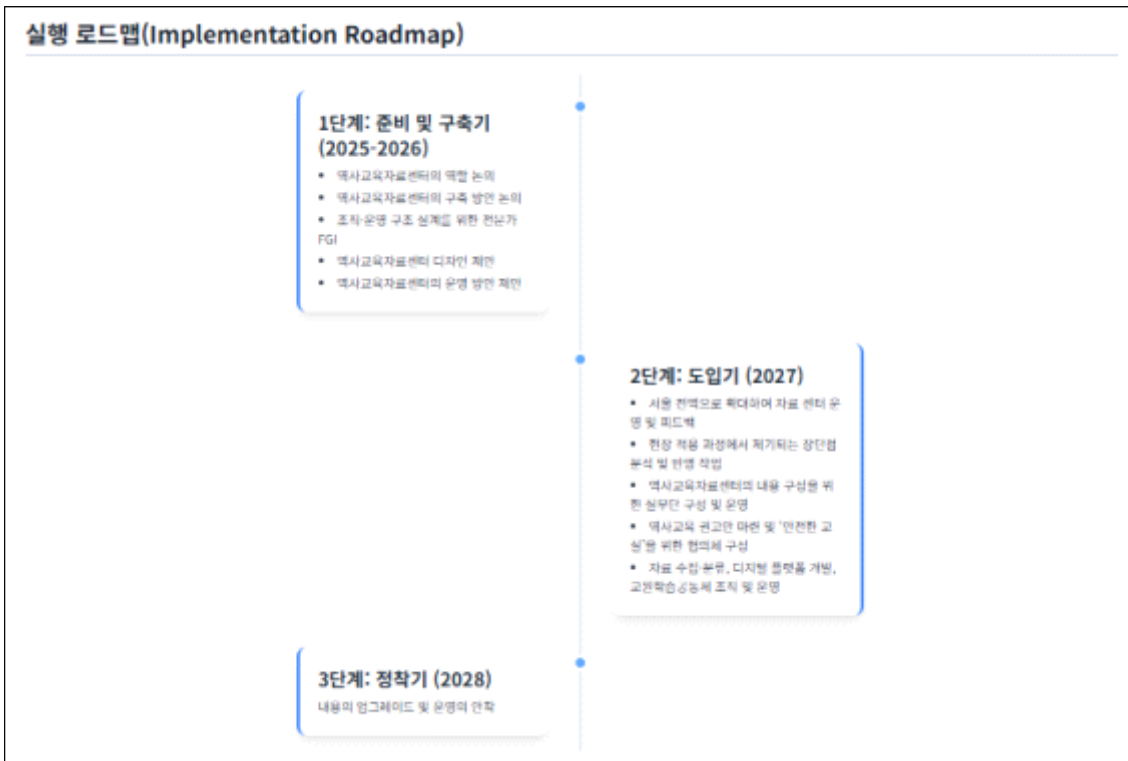 실행 로드맵(Implementation Roadmap)
1단계: 준비 및 구축기
(2025-2026)
• 역사교육자료센터의 역할 논의
• 역사교육자료센터의 구축 방안 논의
• 조직·운영 구조 설계를 위한 전문가
FGI
• 역사교육자료센터 디자인 제안
• 역사교육자료센터의 운영 방안 제안
2단계: 도입기 (2027)
• 서울 전역으로 확대하여 자료 센터 운
영 및 피드백
• 현장 적용 과정에서 제기되는 장단점
분석 및 반영 작업
• 역사교육자료센터의 내용 구성을 위
한 실무단 구성 및 운영
• 역사교육 권고안 마련 및 '안전한 교
실'을 위한 협의체 구성
• 자료 수집·분류, 디지털 플랫폼 개발,
교원학습공동체 조직 및 운영
3단계: 정착기 (2028)
내용의 업그레이드 및 운영의 안착